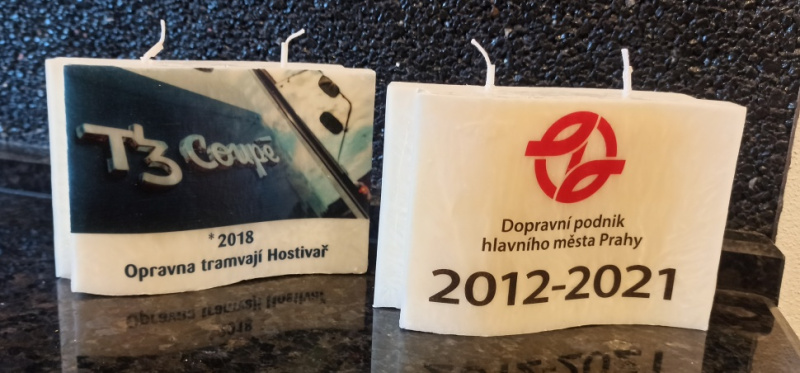 T3 Coupé
*2018
Opravna tramvají Hostivař
Dopravní podnik
hlavního města Prahy
2012-2021